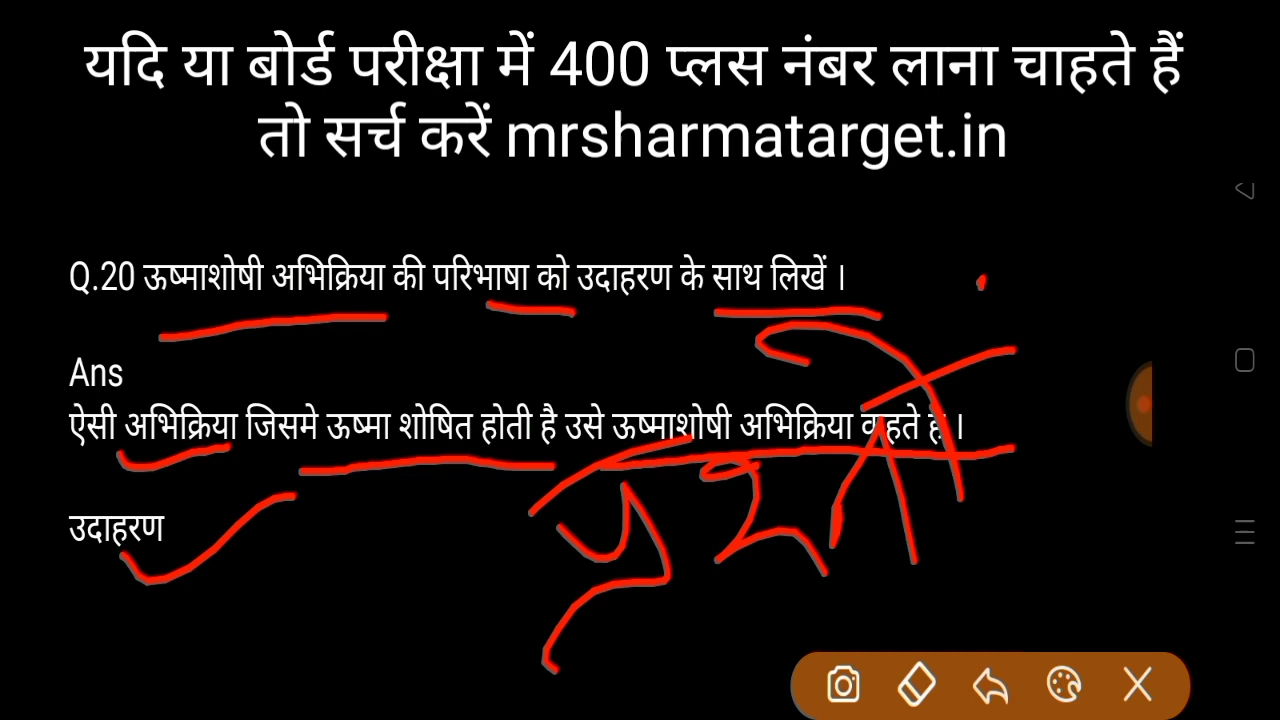 यदि या बोर्ड परीक्षा में 400 प्लस नंबर लाना चाहते हैं
तो सर्च करें mrsharmatarget.in
Q.20 ऊष्माशोषी अभिक्रिया की परिभाषा को उदाहरण के साथ लिखें ।
Ans
ऐसी अभिक्रिया जिसमे ऊष्मा शोषित होती है उसे ऊष्माशोषी अभिक्रिया कहते है ।
उदाहरण